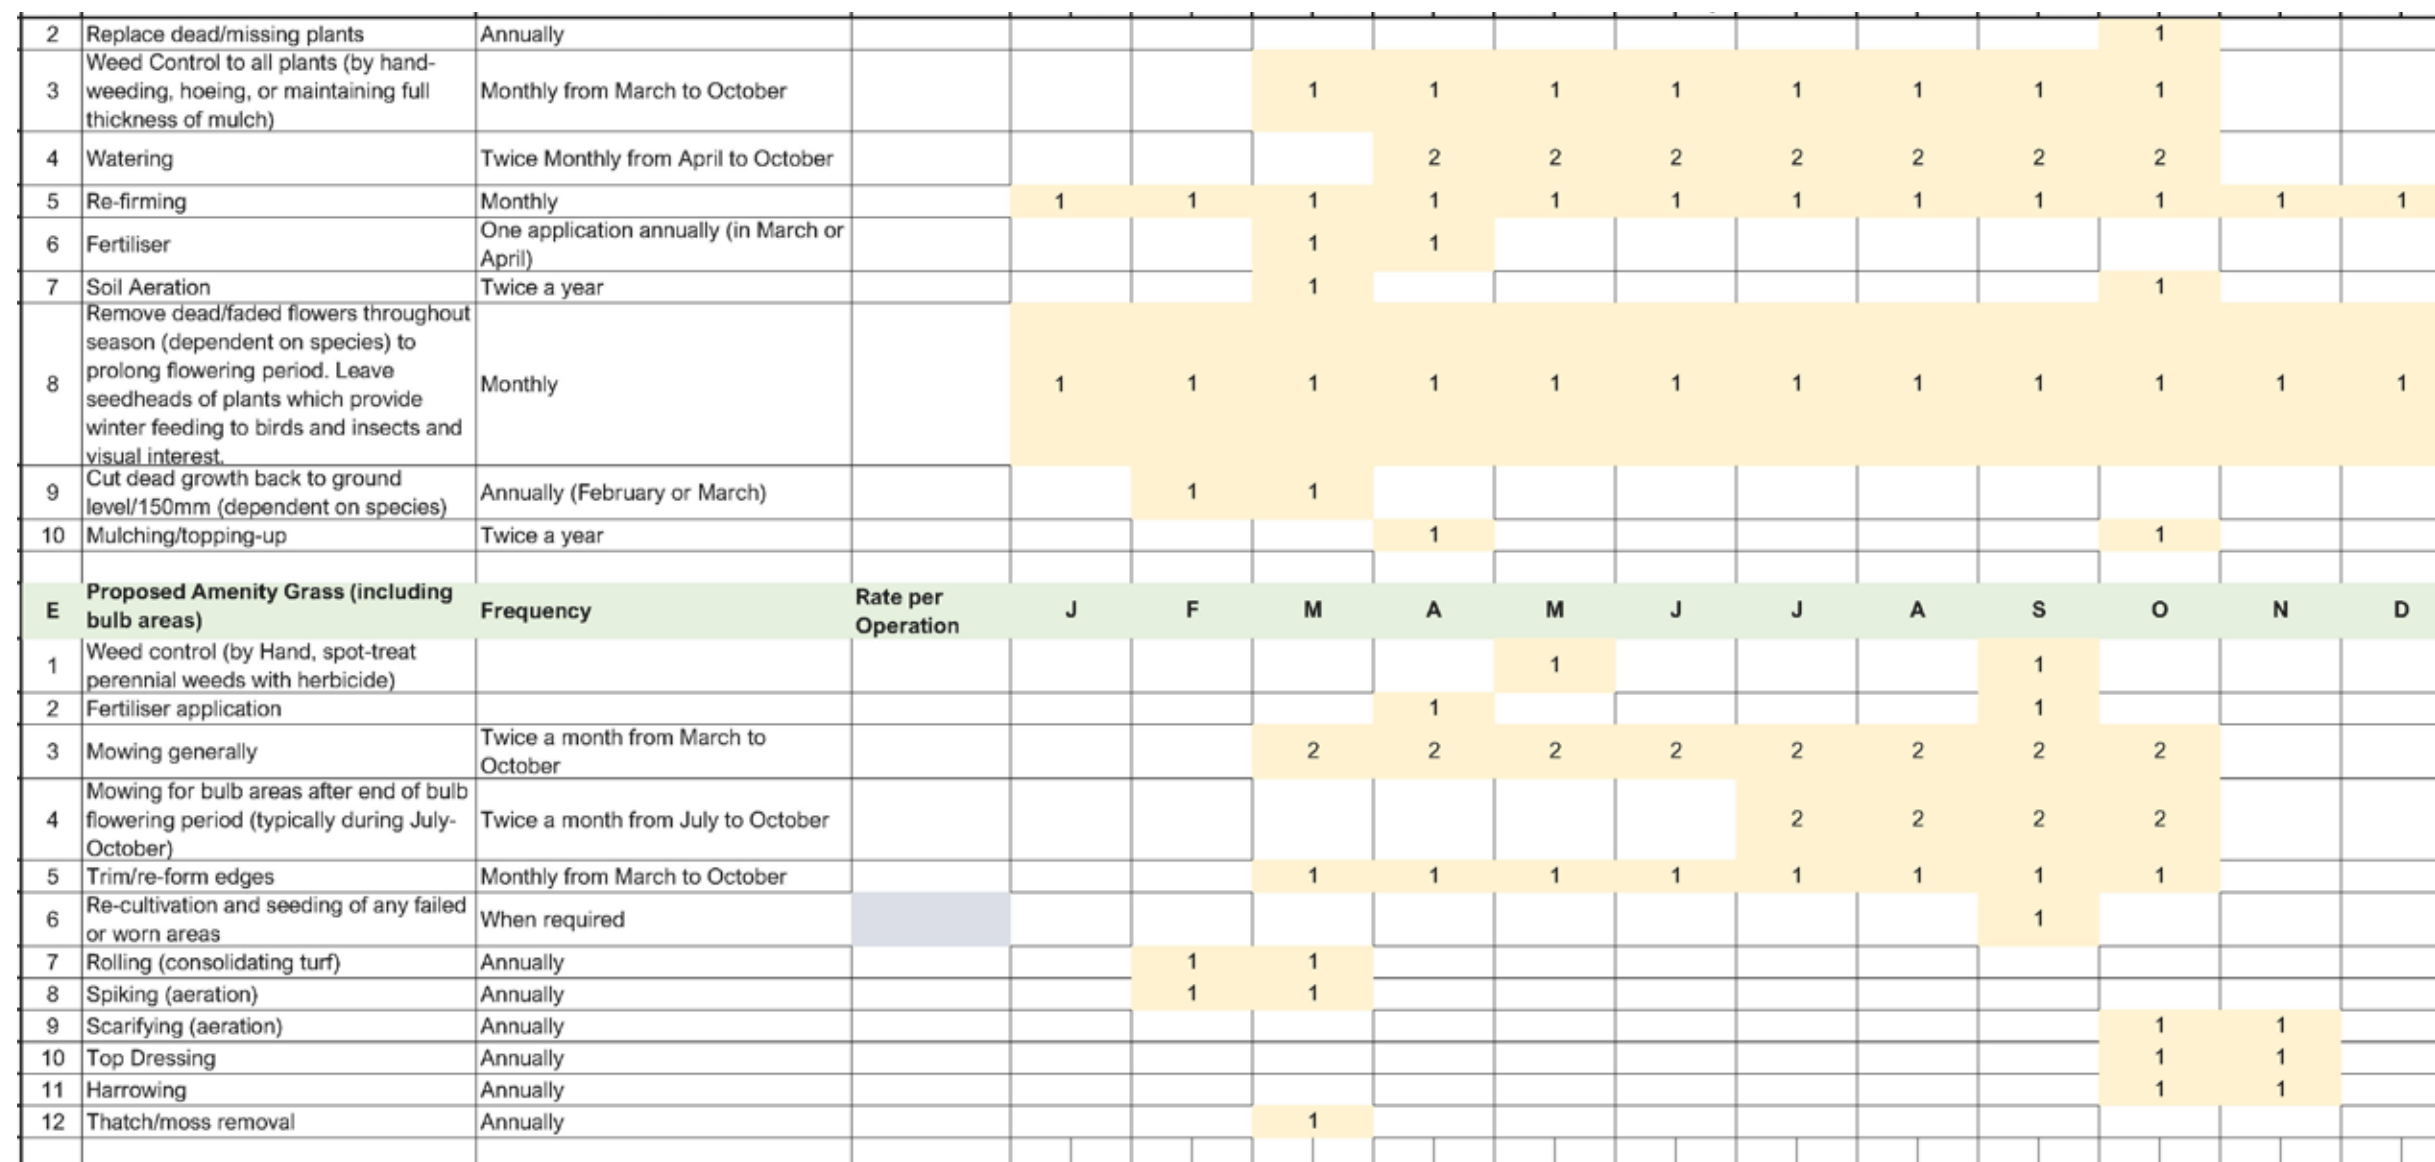 2 Replace dead/missing plants Annually 1
3 Weed Control to all plants (by hand-
weeding, hoeing, or maintaining full
thickness of mulch) Monthly from March to October 1 1 1 1 1 1 1 1
4 Watering Twice Monthly from April to October 2 2 2 2 2 2 2
5 Re-firming Monthly 1 1 1 1 1 1 1 1 1 1 1 1
6 Fertiliser One application annually (in March or
April) 1 1
7 Soil Aeration Twice a year 1 1
8 Remove dead/faded flowers throughout
season (dependent on species) to
prolong flowering period. Leave
seedheads of plants which provide
winter feeding to birds and insects and
visual interest. Monthly 1 1 1 1 1 1 1 1 1 1 1 1
9 Cut dead growth back to ground
level/150mm (dependent on species) Annually (February or March) 1 1
10 Mulching/topping-up Twice a year 1 1
E Proposed Amenity Grass (including
bulb areas) Frequency Rate per
Operation J F M A M J J A S O N D
1 Weed control (by Hand, spot-treat
perennial weeds with herbicide) 1 1
2 Fertiliser application 1 1
3 Mowing generally Twice a month from March to
October 2 2 2 2 2 2 2 2
4 Mowing for bulb areas after end of bulb
flowering period (typically during July-
October) Twice a month from July to October 2 2 2 2
5 Trim/re-form edges Monthly from March to October 1 1 1 1 1 1 1 1
6 Re-cultivation and seeding of any failed
or worn areas When required 1
7 Rolling (consolidating turf) Annually 1 1
8 Spiking (aeration) Annually 1 1
9 Scarifying (aeration) Annually 1 1
10 Top Dressing Annually 1 1
11 Harrowing Annually 1 1
12 Thatch/moss removal Annually 1